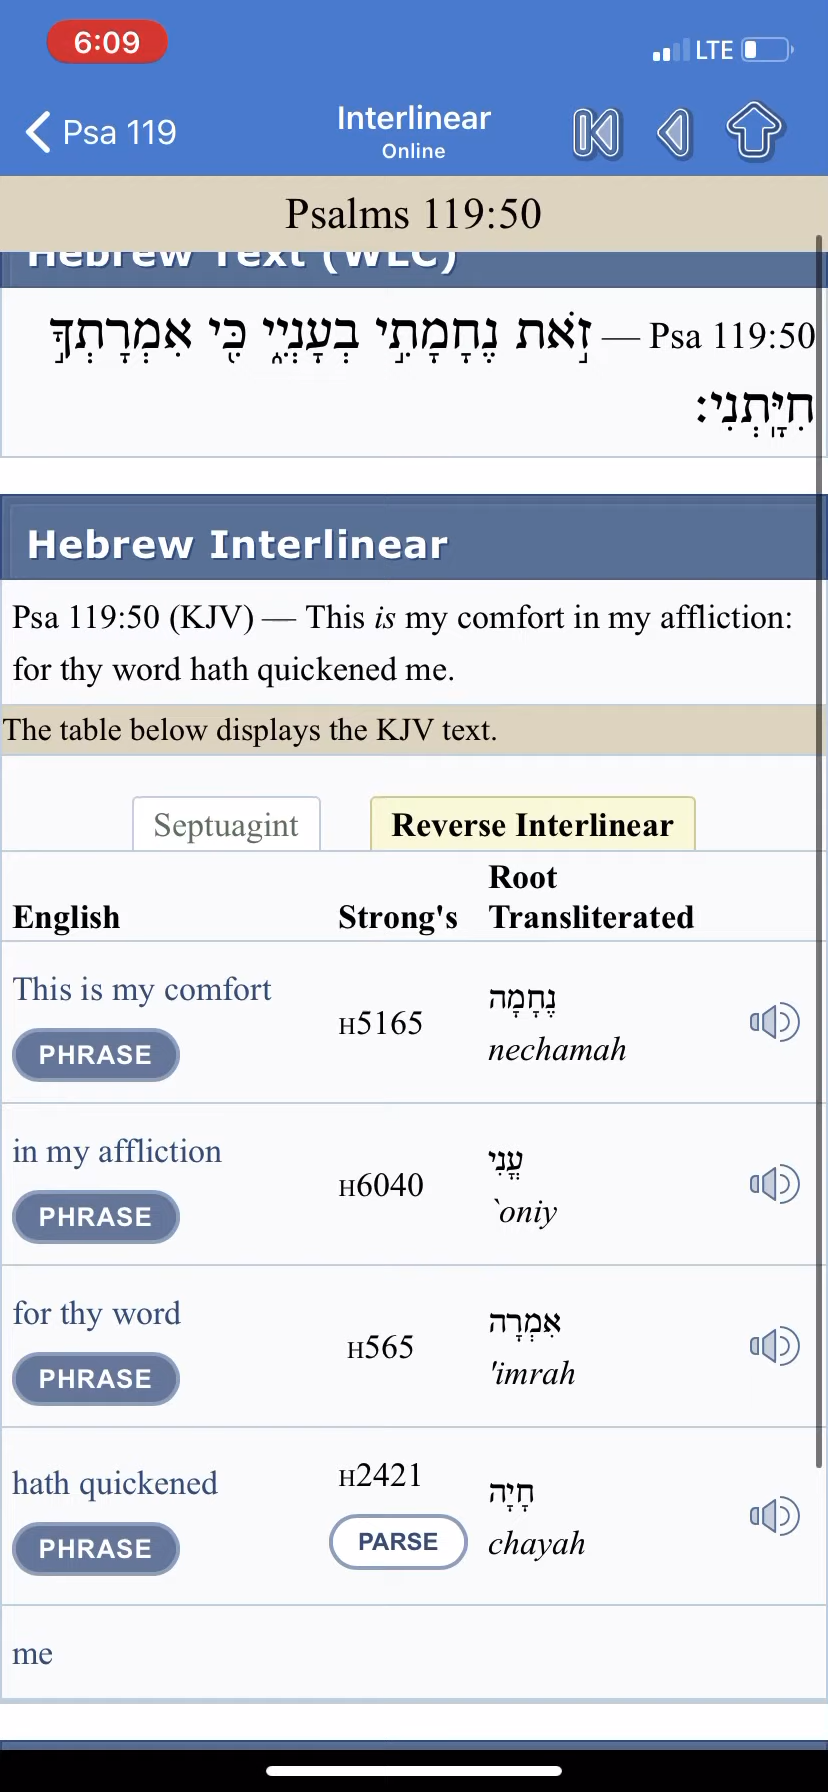 6:09
LTE
Psa 119
Interlinear
Online
Psalms 119:50
Hebrew Text (WLC)
Psa 119:50 — זֹ֣את נֶחָמָתִ֣י בְעָנְיִ֑י כִּ֖י אִמְרָתְךָ֣
חִיָּֽתְנִי׃
Hebrew Interlinear
Psa 119:50 (KJV) — This is my comfort in my affliction:
for thy word hath quickened me.
The table below displays the KJV text.
Septuagint Reverse Interlinear
English Strong's Root Transliterated
This is my comfort
PHRASE
H5165
נֶחָמָה
nechamah
in my affliction
PHRASE
H6040
עֳנִי
`oniy
for thy word
PHRASE
H565
אִמְרָה
'imrah
hath quickened
PHRASE
H2421
PARSE
חָיָה
chayah
me